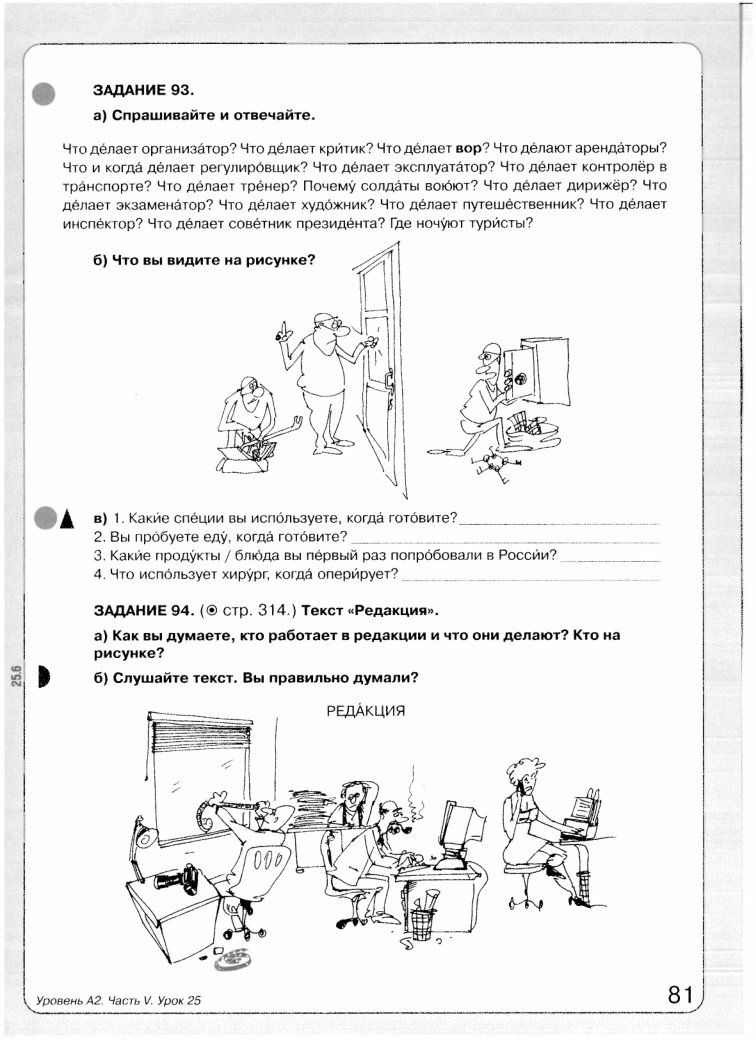 ЗАДАНИЕ 93.
а) Спрашивайте и отвечайте.
Что де́лает организа́тор? Что де́лает кри́тик? Что де́лает вор? Что де́лают аренда́торы?
Что и когда́ де́лает регулиро́вщик? Что де́лает эксплуата́тор? Что де́лает контролёр в
тра́нспорте? Что де́лает тре́нер? Почему́ солда́ты вою́ют? Что де́лает дирижёр? Что
де́лает экзамена́тор? Что де́лает худо́жник? Что де́лает путеше́ственник? Что де́лает
инспе́ктор? Что де́лает сове́тник президе́нта? Где ночу́ют тури́сты?
б) Что вы видите на рисунке?
в) 1. Каки́е спе́ции вы испо́льзуете, когда́ гото́вите?
2. Вы про́буете еду́, когда́ гото́вите?
3. Каки́е проду́кты / блю́да вы пе́рвый раз попро́бовали в Росси́и?
4. Что испо́льзует хиру́рг, когда́ опери́рует?
ЗАДАНИЕ 94. (стр. 314.) Текст «Редакция».
а) Как вы думаете, кто работает в редакции и что они делают? Кто на
рисунке?
25.6
б) Слушайте текст. Вы правильно думали?
РЕДА́КЦИЯ
Уровень А2. Часть V. Урок 25
81